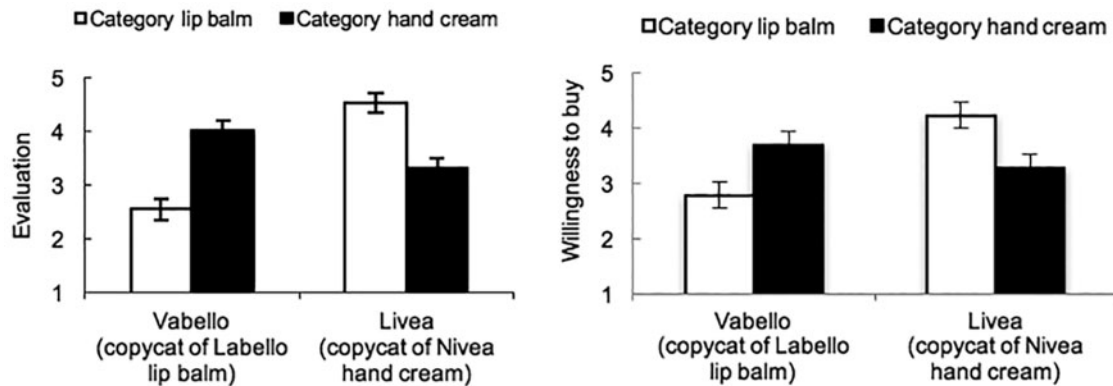 Category lip balm Category hand cream
Evaluation
5
4
3
2
1
Vabello
(copycat of Labello
lip balm)
Livea
(copycat of Nivea
hand cream)
Category lip balm Category hand cream
Willingness to buy
5
4
3
2
1
Vabello
(copycat of Labello
lip balm)
Livea
(copycat of Nivea
hand cream)